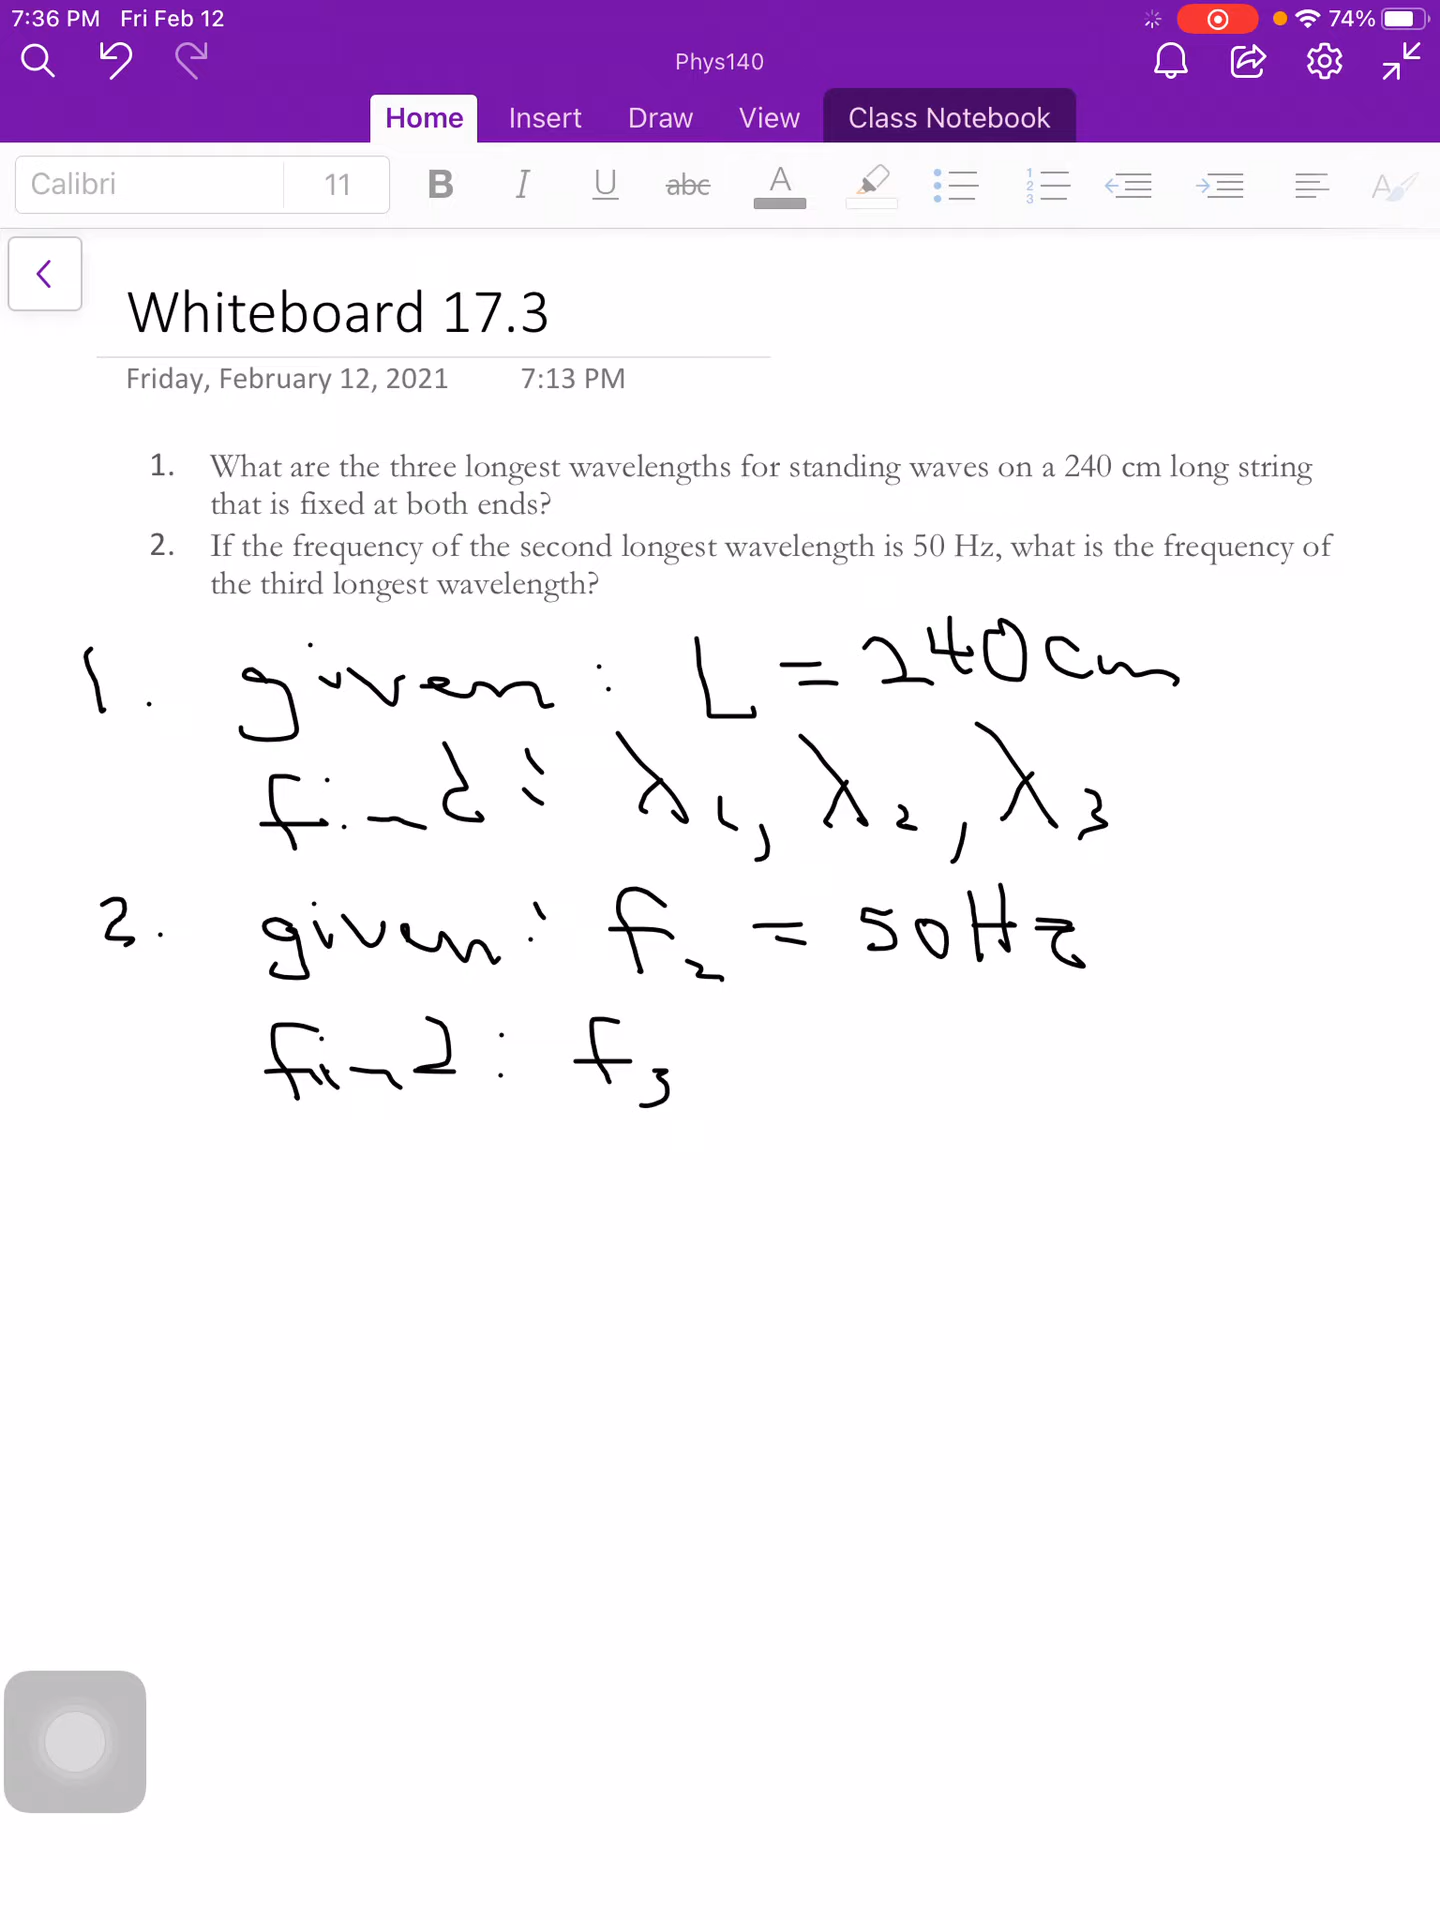 7:36 PM Fri Feb 12 74%
Phys140
Home Insert Draw View Class Notebook
Calibri 11 B I U abc A A
Whiteboard 17.3
Friday, February 12, 2021 7:13 PM
1. What are the three longest wavelengths for standing waves on a 240 cm long string
that is fixed at both ends?
2. If the frequency of the second longest wavelength is 50 Hz, what is the frequency of
the third longest wavelength?
1. given: L = 240cm
find: λ₁, λ₂, λ₃
2. given: f₂ = 50Hz
find: f₃